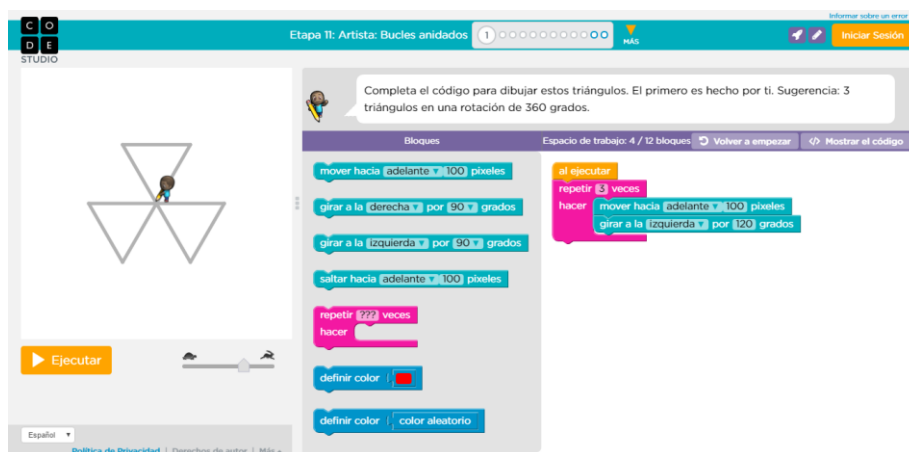 Informar sobre un error
C O
D E
STUDIO
Etapa 11: Artista: Bucles anidados
1
MÁS
Iniciar Sesión
Completa el código para dibujar estos triángulos. El primero es hecho por ti. Sugerencia: 3
triángulos en una rotación de 360 grados.
Bloques
Espacio de trabajo: 4 / 12 bloques
Volver a empezar
</> Mostrar el código
mover hacia adelante 100 pixeles
girar a la derecha por 90 grados
girar a la izquierda por 90 grados
saltar hacia adelante 100 pixeles
repetir ??? veces
hacer
definir color
definir color color aleatorio
al ejecutar
repetir 3 veces
hacer mover hacia adelante 100 pixeles
girar a la izquierda por 120 grados
Ejecutar
Español
Política de Privacidad | Derechos de autor | Más